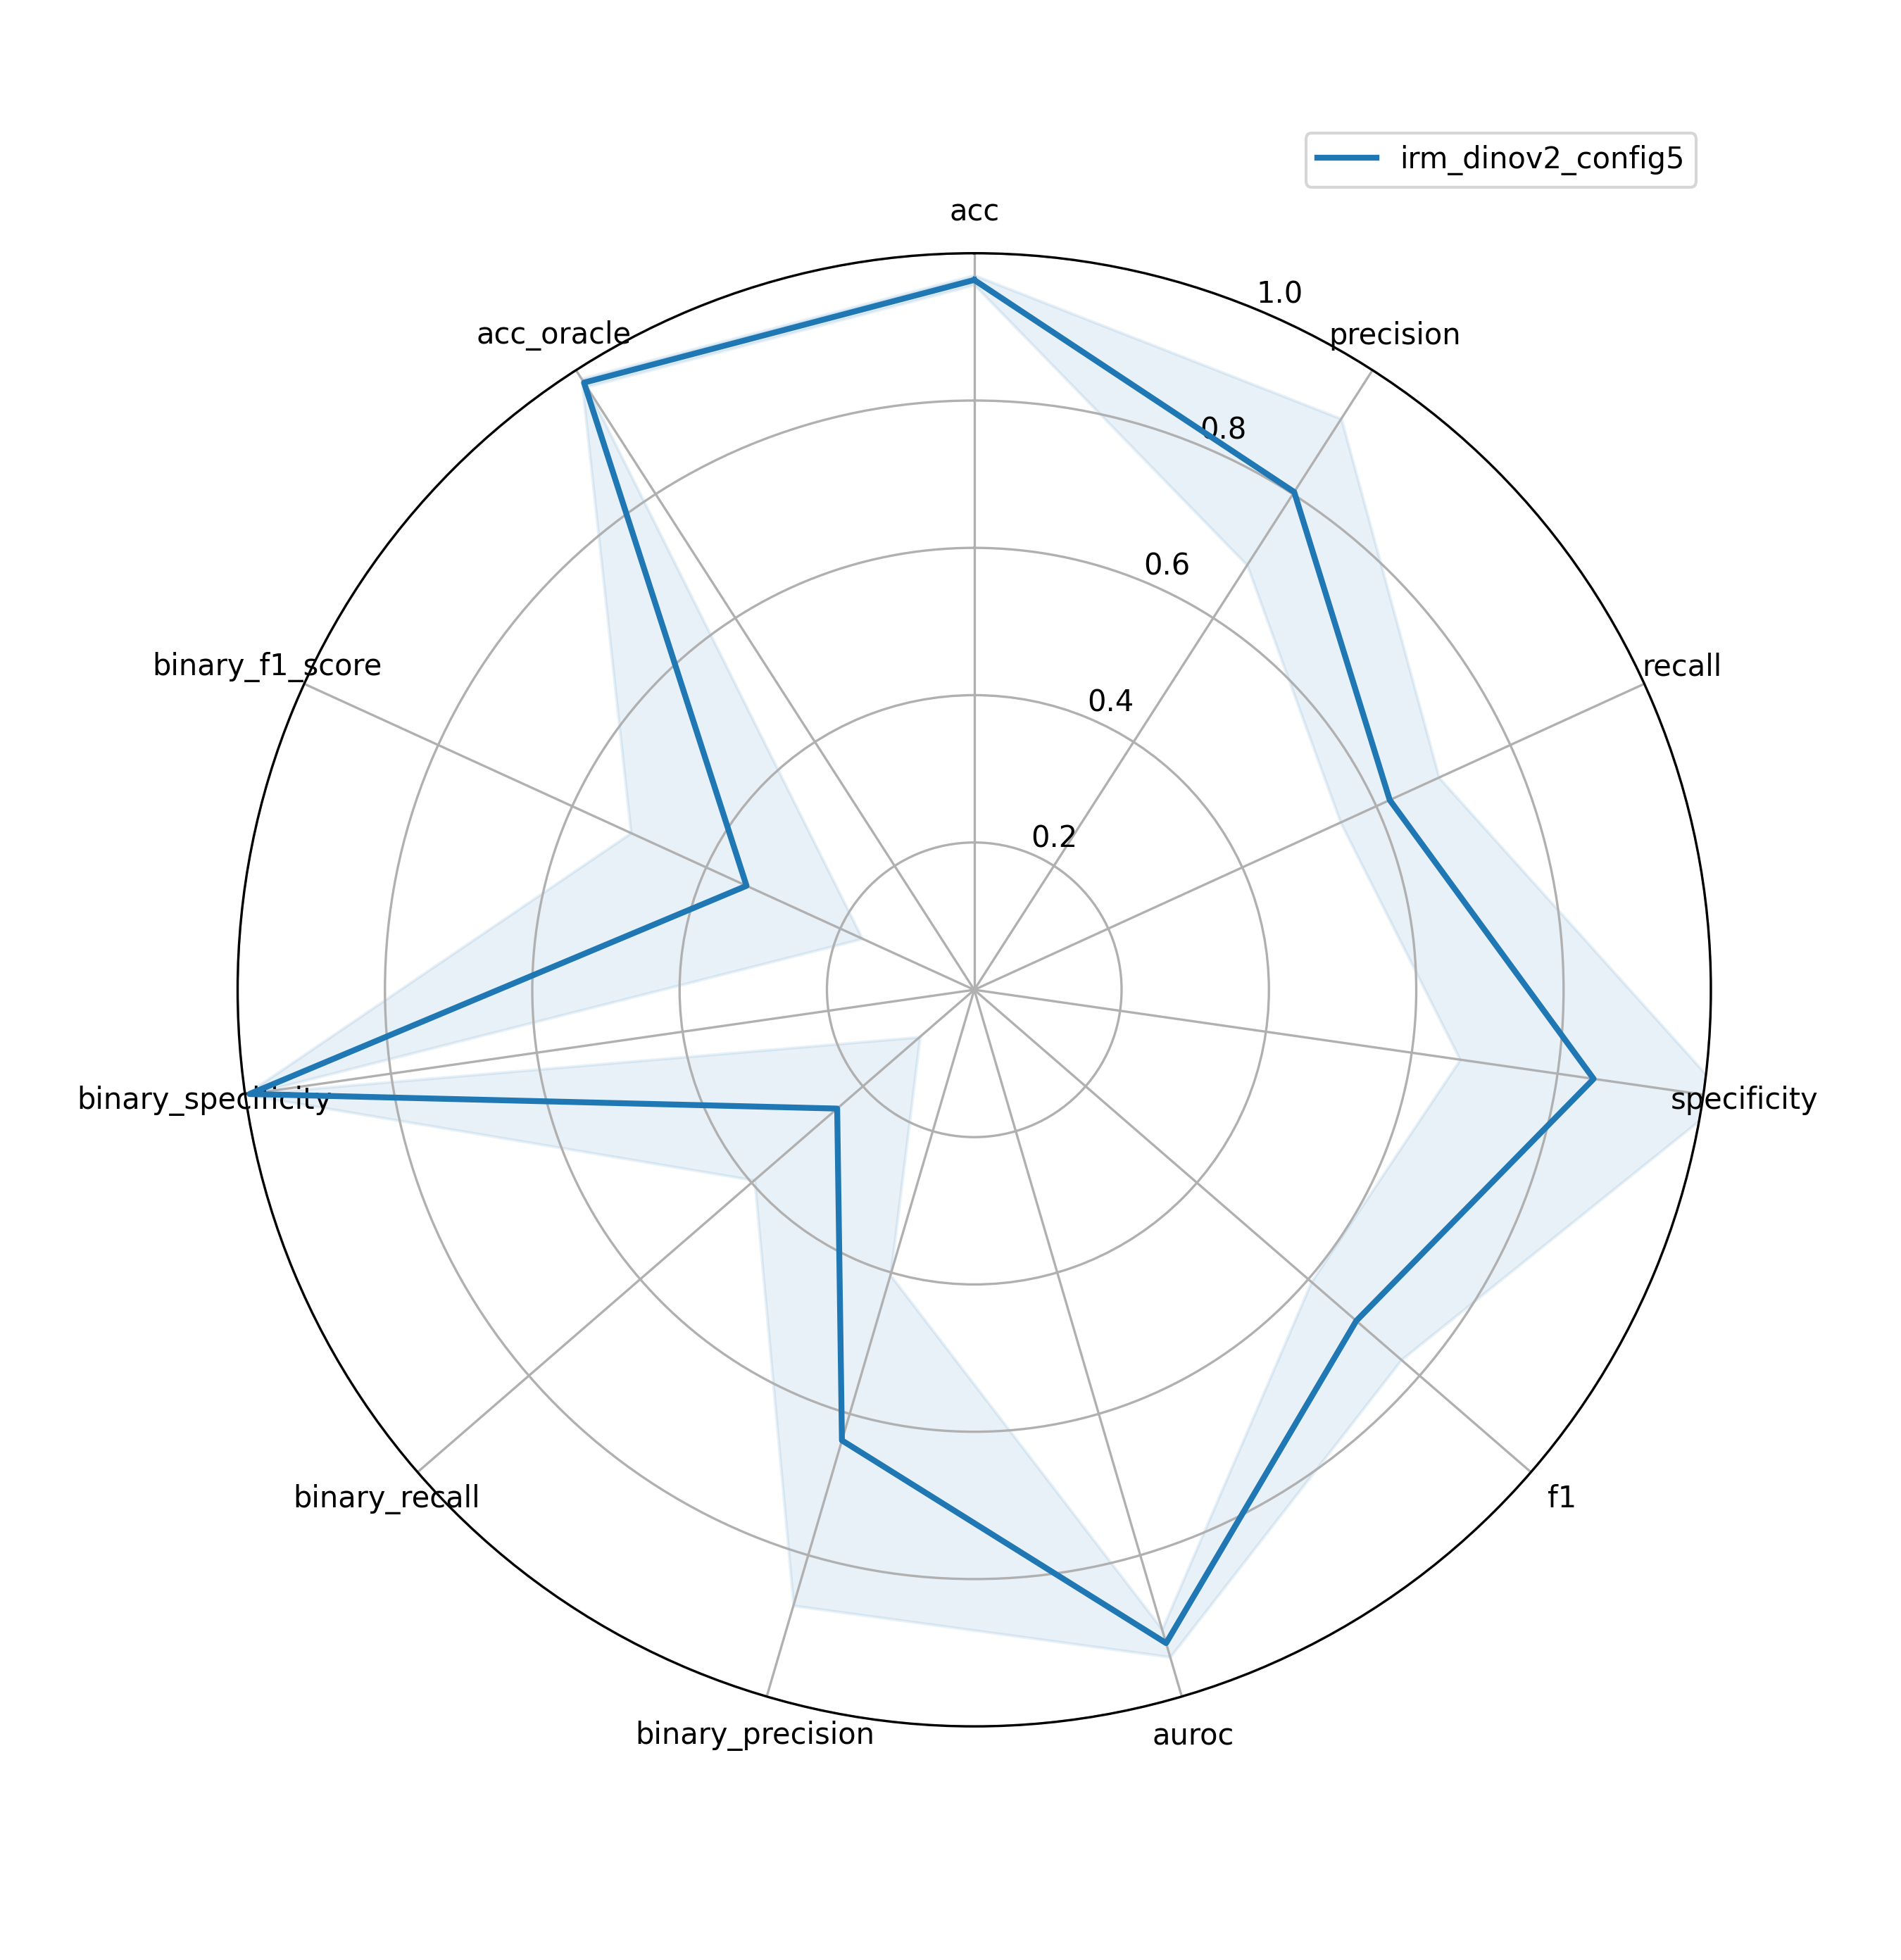 irm_dinov2_config5
acc
1.0
acc_oracle
precision
0.8
0.6
binary_f1_score
recall
0.4
0.2
binary_specificity
specificity
binary_recall
f1
binary_precision
auroc